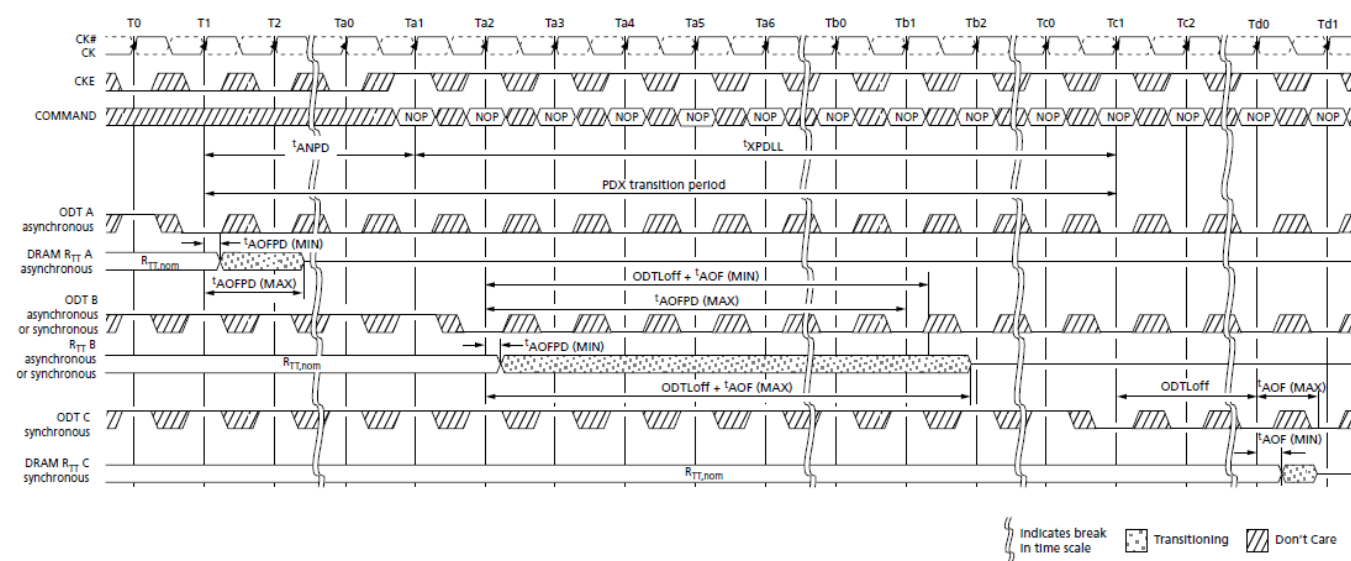 T0 T1 T2 Ta0 Ta1 Ta2 Ta3 Ta4 Ta5 Ta6 Tb0 Tb1 Tb2 Tc0 Tc1 Tc2 Td0 Td1
CK#
CK
CKE
COMMAND NOP NOP NOP NOP NOP NOP NOP NOP NOP NOP NOP NOP NOP NOP
tANPD tXPDLL
PDX transition period
ODT A
asynchronous
tAOFPD (MIN)
DRAM RTT A
asynchronous
RTT,nom
tAOFPD (MAX)
ODTLoff + tAOF (MIN)
tAOFPD (MAX)
ODT B
asynchronous
or synchronous
tAOFPD (MIN)
RTT B
asynchronous
or synchronous
RTT,nom
ODTLoff + tAOF (MAX)
ODTLoff tAOF (MAX)
ODT C
synchronous
tAOF (MIN)
DRAM RTT C
synchronous
RTT,nom
Indicates break
in time scale
Transitioning
Don't Care